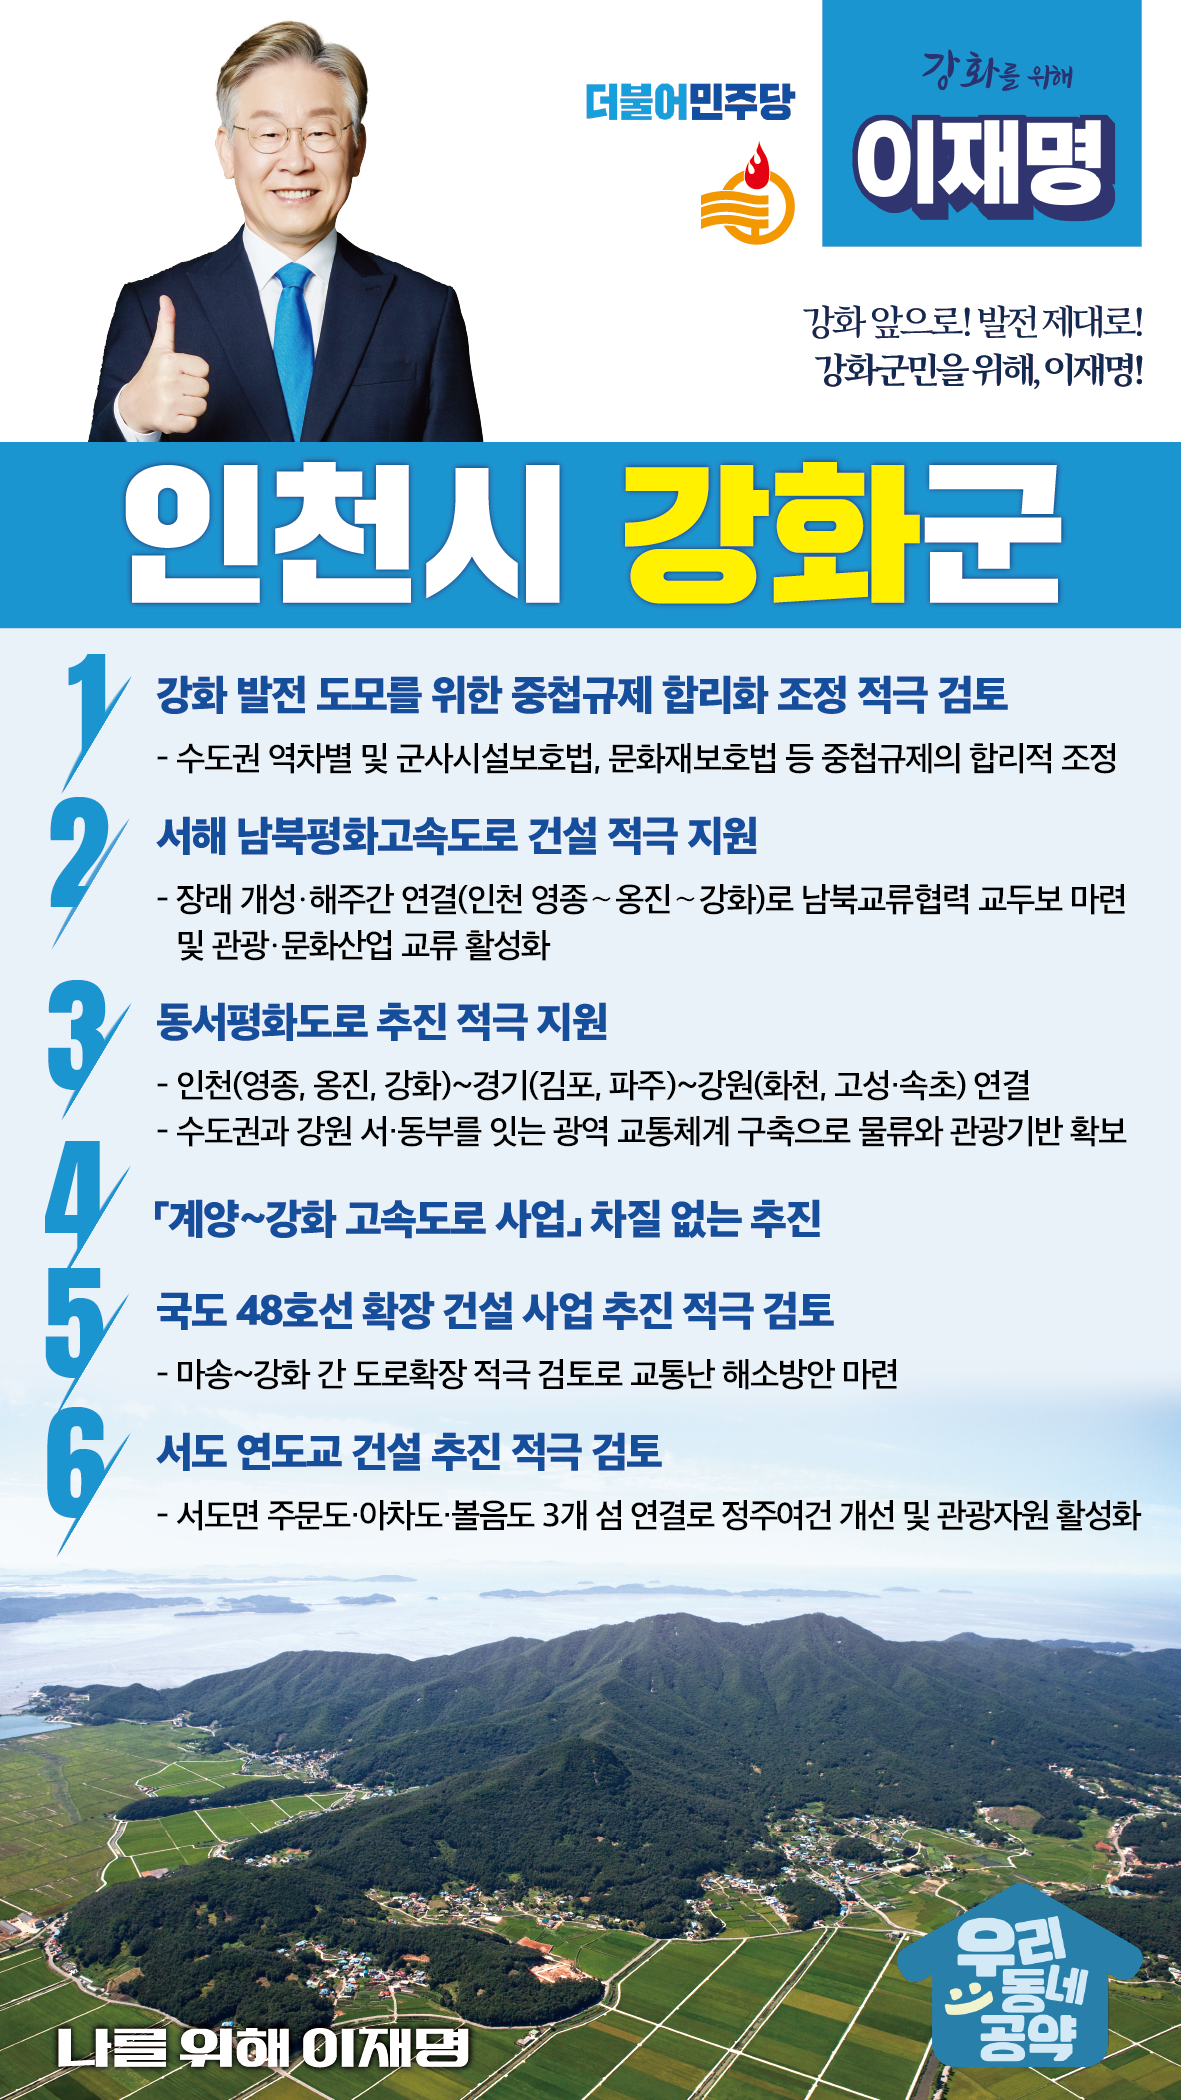 더불어민주당
강화를 위해
이재명
강화 앞으로! 발전 제대로!
강화군민을 위해, 이재명!
인천시 강화군
1 강화 발전 도모를 위한 중첩규제 합리화 조정 적극 검토
- 수도권 역차별 및 군사시설보호법, 문화재보호법 등 중첩규제의 합리적 조정
2 서해 남북평화고속도로 건설 적극 지원
- 장래 개성·해주간 연결(인천 영종~옹진~강화)로 남북교류협력 교두보 마련
및 관광·문화산업 교류 활성화
3 동서평화도로 추진 적극 지원
- 인천(영종, 옹진, 강화)~경기(김포, 파주)~강원(화천, 고성·속초) 연결
- 수도권과 강원 서·동부를 잇는 광역 교통체계 구축으로 물류와 관광기반 확보
4 「계양~강화 고속도로 사업」 차질 없는 추진
5 국도 48호선 확장 건설 사업 추진 적극 검토
- 마송~강화 간 도로확장 적극 검토로 교통난 해소방안 마련
6 서도 연도교 건설 추진 적극 검토
- 서도면 주문도·아차도·볼음도 3개 섬 연결로 정주여건 개선 및 관광자원 활성화
우리
동네
공약
나를 위해 이재명